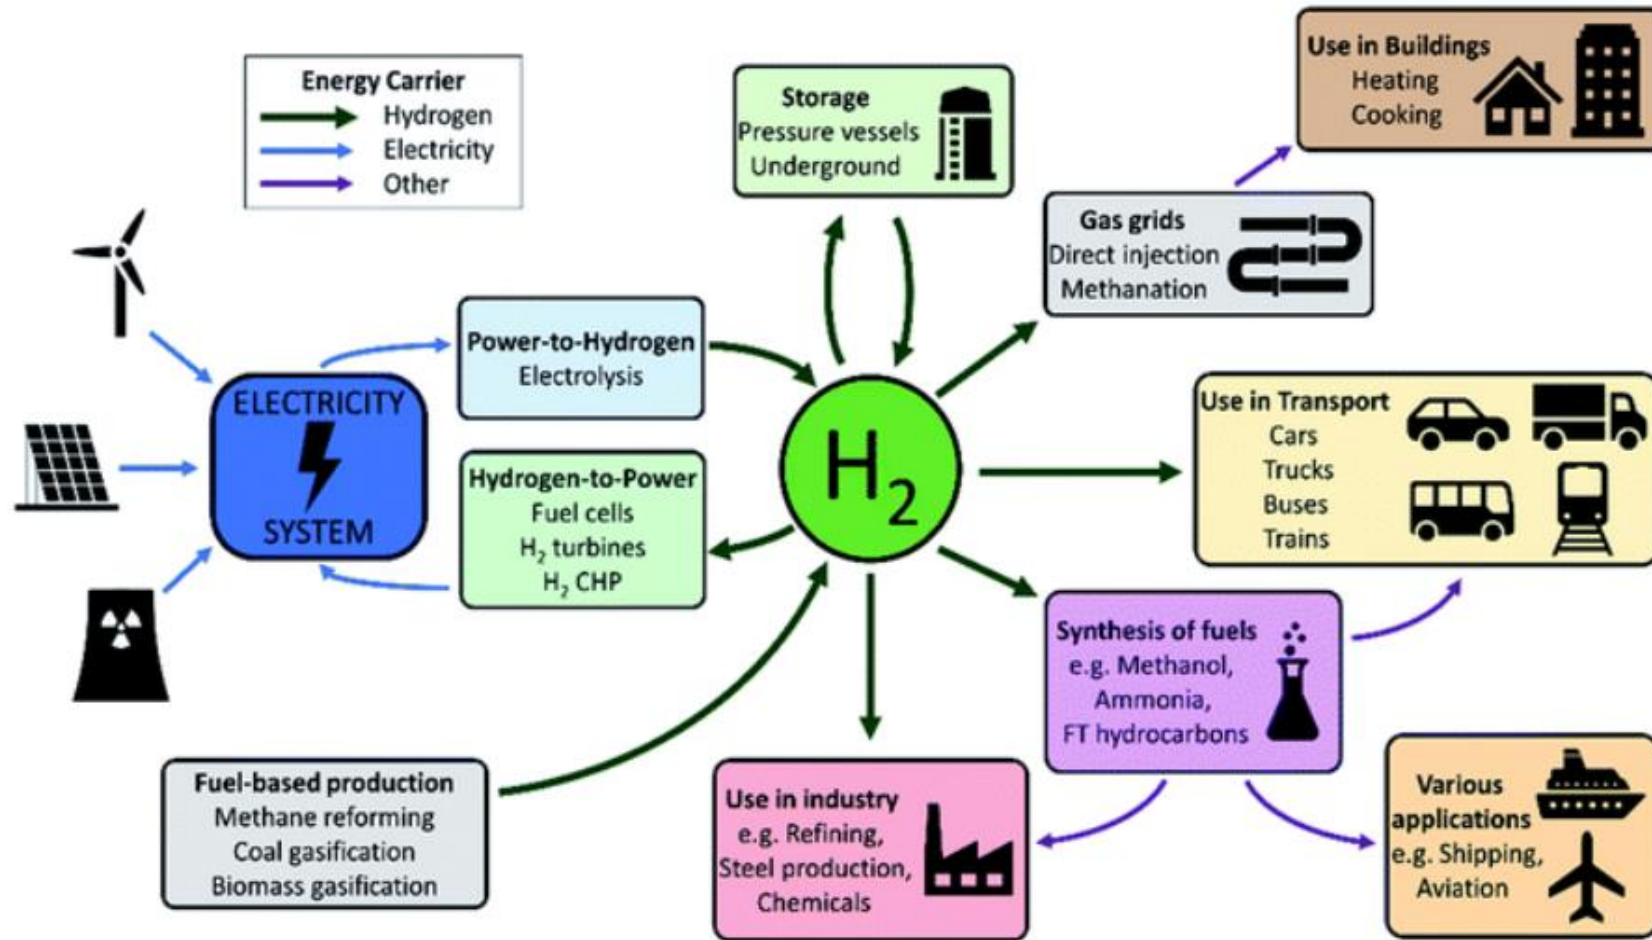 Energy Carrier
Hydrogen
Electricity
Other
Storage
Pressure vessels
Underground
Use in Buildings
Heating
Cooking
Gas grids
Direct injection
Methanation
Power-to-Hydrogen
Electrolysis
ELECTRICITY
SYSTEM
Hydrogen-to-Power
Fuel cells
H₂ turbines
H₂ CHP
H₂
Use in Transport
Cars
Trucks
Buses
Trains
Synthesis of fuels
e.g. Methanol,
Ammonia,
FT hydrocarbons
Fuel-based production
Methane reforming
Coal gasification
Biomass gasification
Use in industry
e.g. Refining,
Steel production,
Chemicals
Various
applications
e.g. Shipping,
Aviation